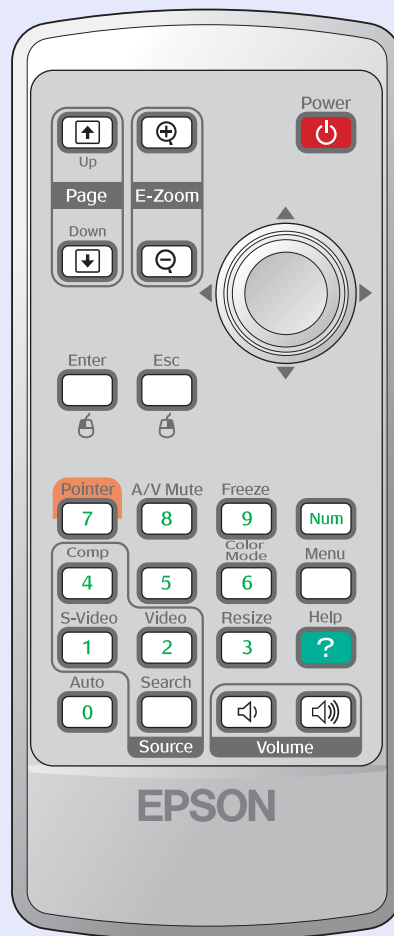 Power
Up
Page E-Zoom
Down
Enter Esc
Pointer A/V Mute Freeze
7 8 9 Num
Comp Color Mode Menu
4 5 6
S-Video Video Resize Help
1 2 3 ?
Auto Search
0
Source Volume
EPSON